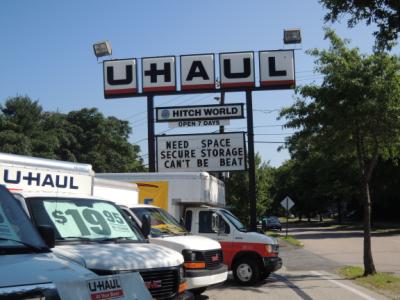 U-HAUL
HITCH WORLD
OPEN 7 DAYS
NEED SPACE
SECURE STORAGE
CAN'T BE BEAT
U-HAUL
$19.95
U-HAUL